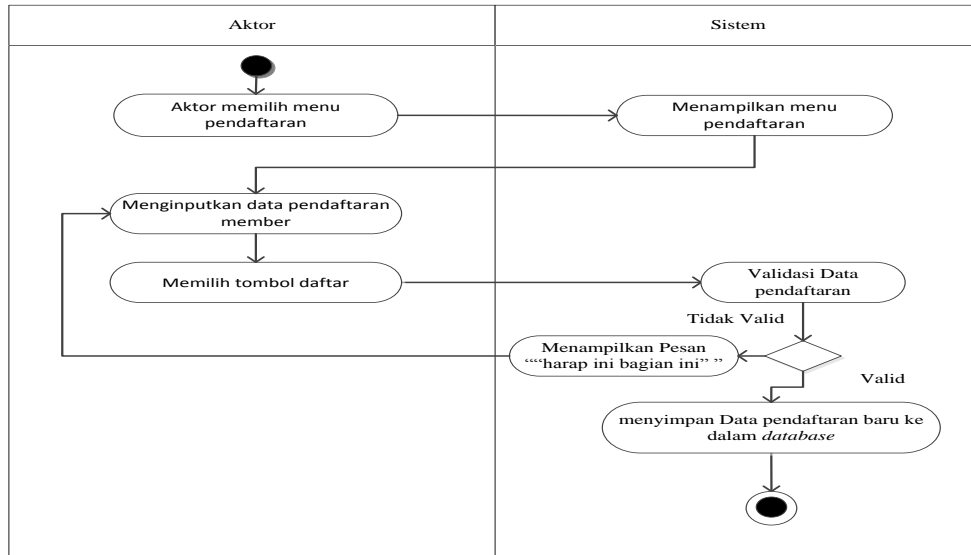 Aktor
Sistem
Aktor memilih menu
pendaftaran
Menampilkan menu
pendaftaran
Menginputkan data pendaftaran
member
Memilih tombol daftar
Validasi Data
pendaftaran
Tidak Valid
Menampilkan Pesan
““harap ini bagian ini” ”
Valid
menyimpan Data pendaftaran baru ke
dalam database